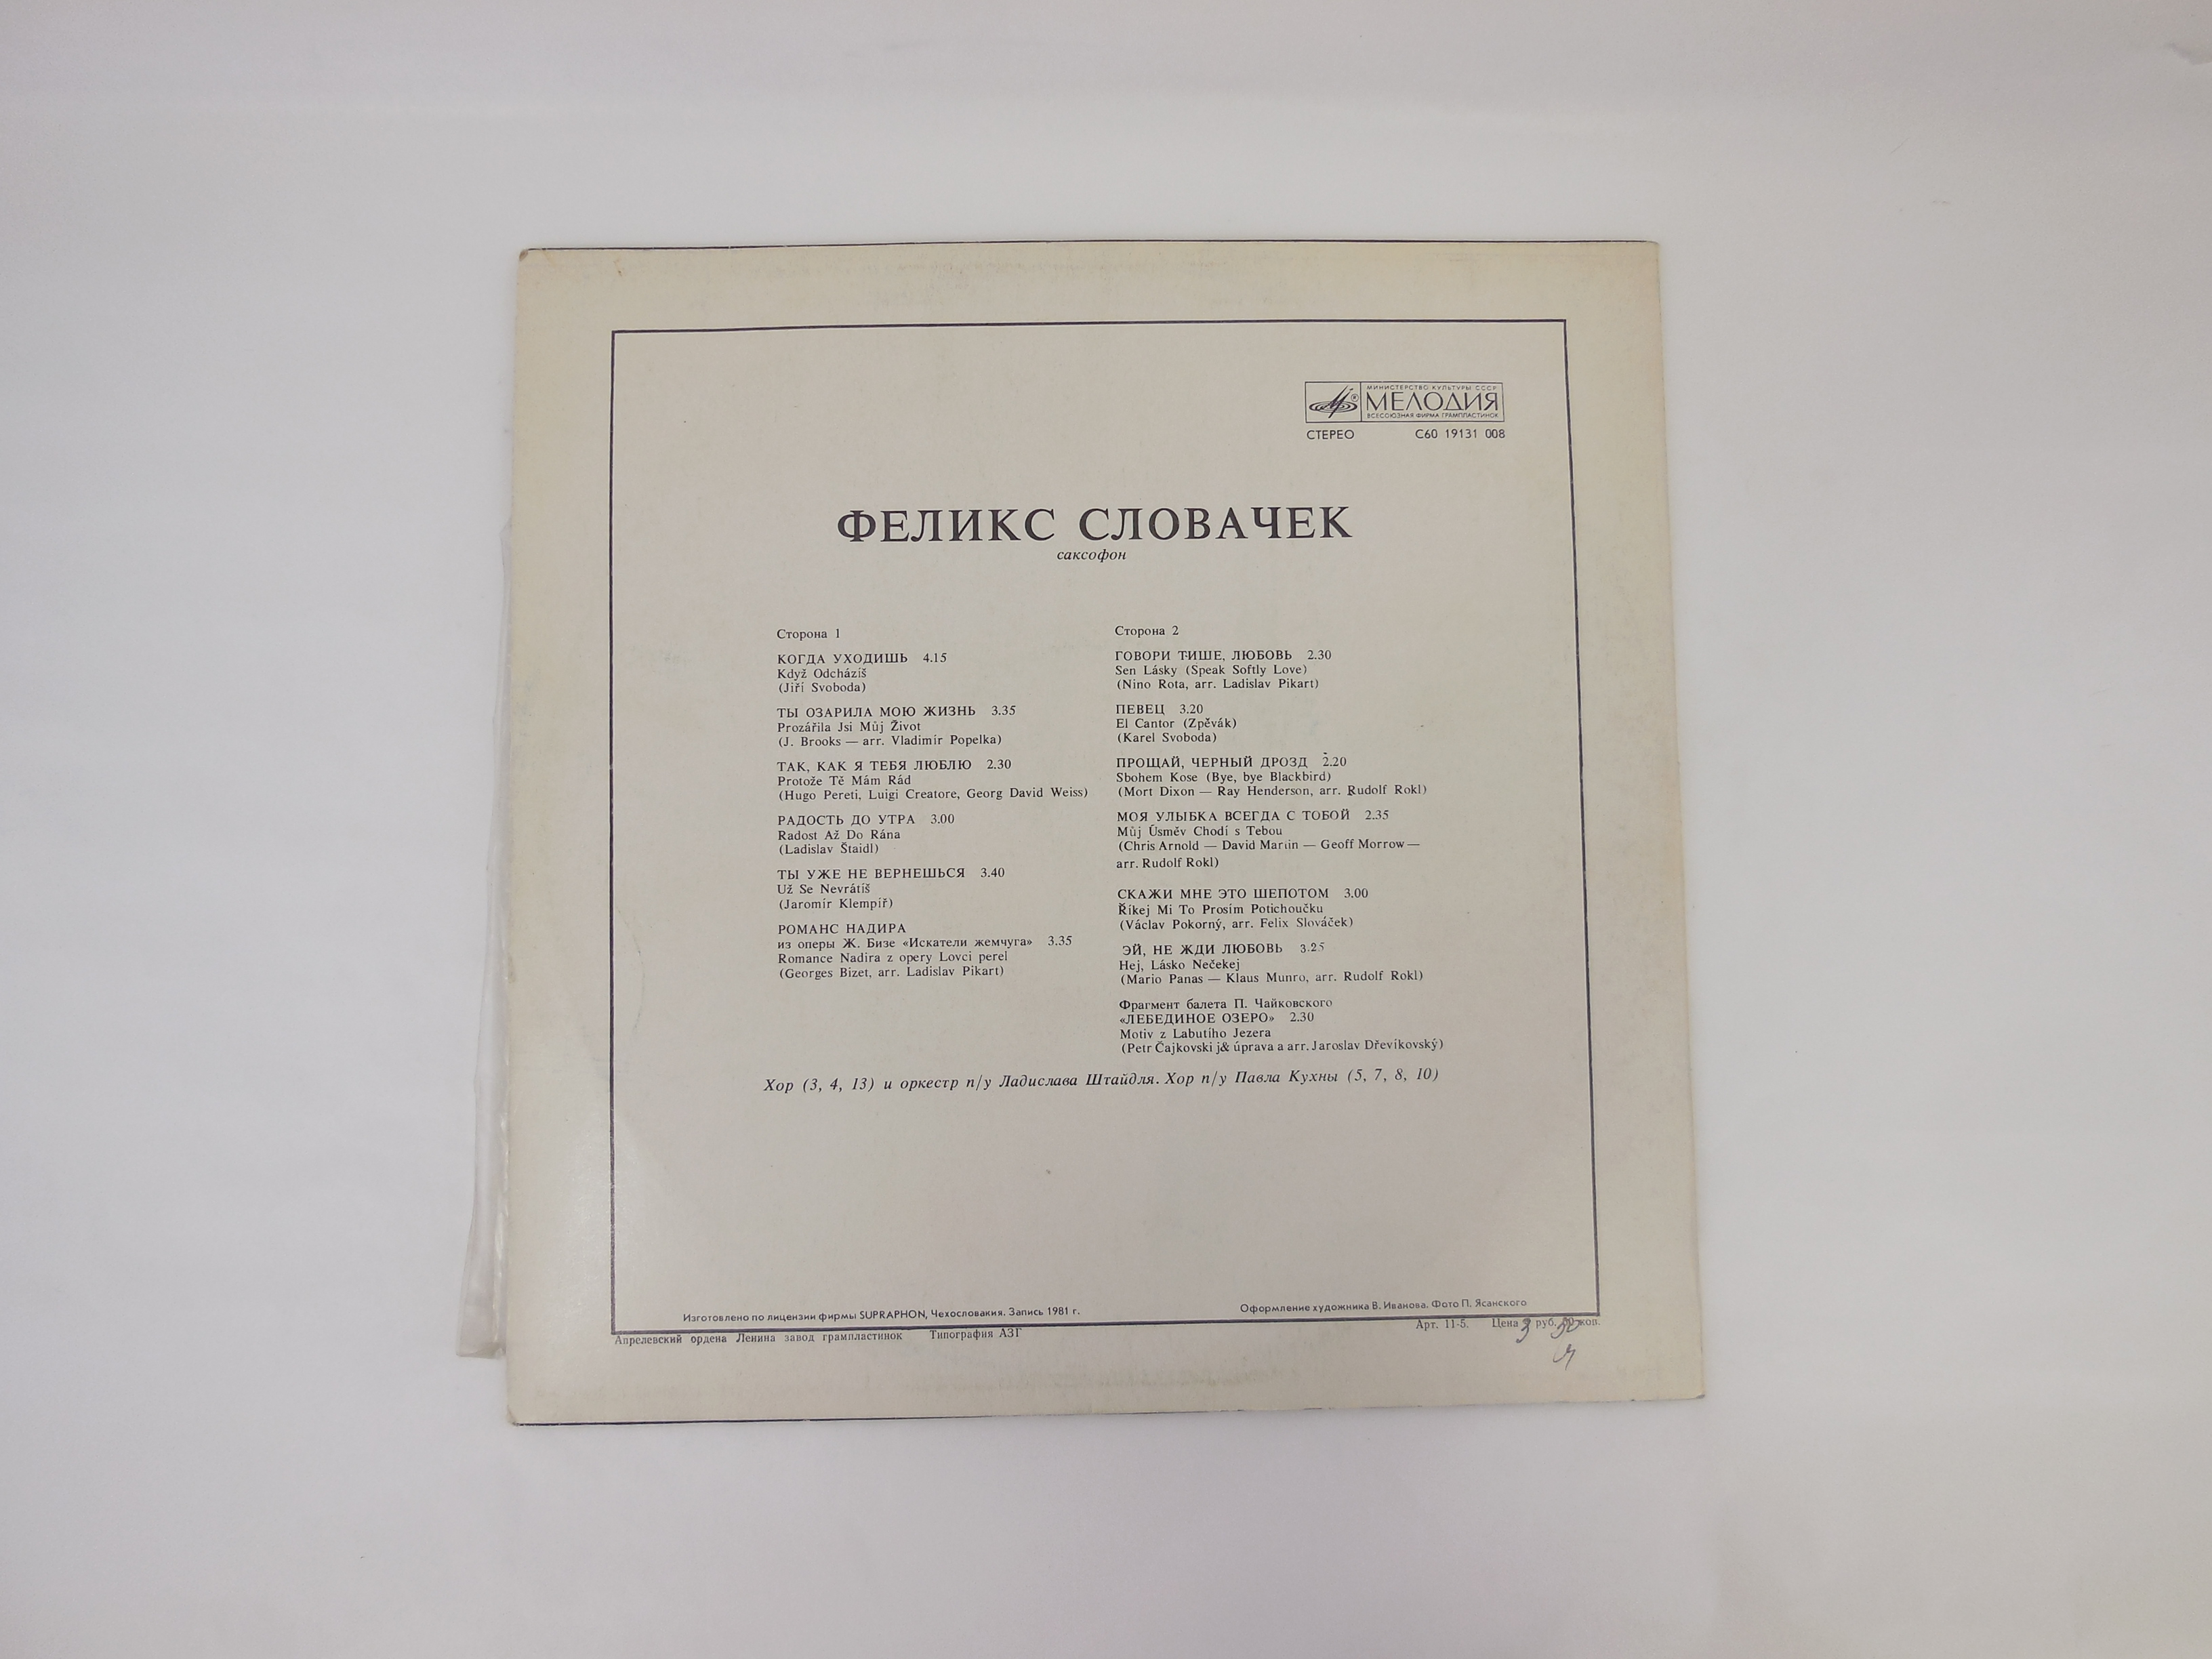 МИНИСТЕРСТВО КУЛЬТУРЫ СССР
МЕЛОДИЯ
ВСЕСОЮЗНАЯ ФИРМА ГРАМПЛАСТИНОК
СТЕРЕО С60 19131 008
ФЕЛИКС СЛОВАЧЕК
саксофон
Сторона 1
КОГДА УХОДИШЬ 4.15
Když Odcházíš
(Jiří Svoboda)
ТЫ ОЗАРИЛА МОЮ ЖИЗНЬ 3.35
Prozářila Jsi Můj Život
(J. Brooks — arr. Vladimír Popelka)
ТАК, КАК Я ТЕБЯ ЛЮБЛЮ 2.30
Protože Tě Mám Rád
(Hugo Pereti, Luigi Creatore, Georg David Weiss)
РАДОСТЬ ДО УТРА 3.00
Radost Až Do Rána
(Ladislav Štaidl)
ТЫ УЖЕ НЕ ВЕРНЕШЬСЯ 3.40
Už Se Nevrátíš
(Jaromír Klempíř)
РОМАНС НАДИРА
из оперы Ж. Бизе «Искатели жемчуга» 3.35
Romance Nadira z opery Lovci perel
(Georges Bizet, arr. Ladislav Pikart)
Сторона 2
ГОВОРИ ТИШЕ, ЛЮБОВЬ 2.30
Sen Lásky (Speak Softly Love)
(Nino Rota, arr. Ladislav Pikart)
ПЕВЕЦ 3.20
El Cantor (Zpěvák)
(Karel Svoboda)
ПРОЩАЙ, ЧЕРНЫЙ ДРОЗД 2.20
Sbohem Kose (Bye, bye Blackbird)
(Mort Dixon — Ray Henderson, arr. Rudolf Rokl)
МОЯ УЛЫБКА ВСЕГДА С ТОБОЙ 2.35
Můj Úsměv Chodí s Tebou
(Chris Arnold — David Martin — Geoff Morrow —
arr. Rudolf Rokl)
СКАЖИ МНЕ ЭТО ШЕПОТОМ 3.00
Říkej Mi To Prosím Potichoučku
(Václav Pokorný, arr. Felix Slováček)
ЭЙ, НЕ ЖДИ ЛЮБОВЬ 3.25
Hej, Lásko Nečekej
(Mario Panas — Klaus Munro, arr. Rudolf Rokl)
Фрагмент балета П. Чайковского
«ЛЕБЕДИНОЕ ОЗЕРО» 2.30
Motiv z Labutího Jezera
(Petr Čajkovski j& úprava a arr. Jaroslav Dřevíkovský)
Хор (3, 4, 13) и оркестр п/у Ладислава Штайдля. Хор п/у Павла Кухны (5, 7, 8, 10)
Изготовлено по лицензии фирмы SUPRAPHON, Чехословакия. Запись 1981 г.
Оформление художника В. Иванова. Фото П. Ясанского
Апрелевский ордена Ленина завод грампластинок Типография АЗГ
Арт. 11-5. Цена 3 руб. коп.